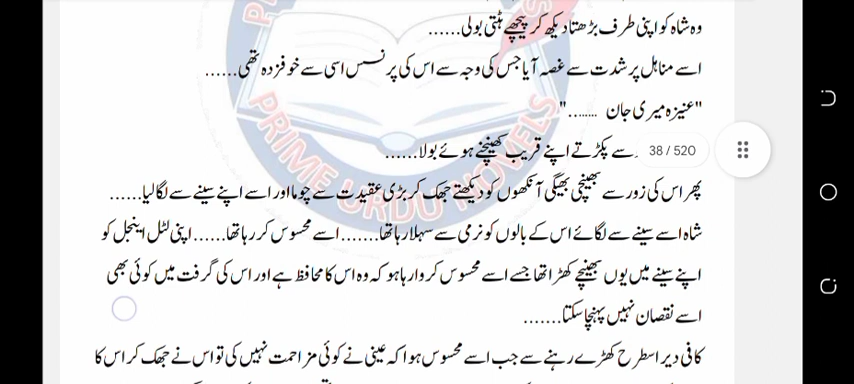 وہ شاہ کو اپنی طرف بڑھتا دیکھ کر پیچھے ہٹتی بولی......
اسے مناہل پر شدت سے غصہ آیا جس کی وجہ سے اس کی پرنسس اسی سے خوفزدہ تھی......
"عنیزہ میری جان ........"
سے پکڑتے اپنے قریب کھینچتے ہوئے بولا......
38 / 520
پھر اس کی زور سے بھینچی بھیگی آنکھوں کو دیکھتے جھک کر بڑی عقیدت سے چوما اور اسے اپنے سینے سے لگا لیا......
شاہ اسے سینے سے لگائے اس کے بالوں کو نرمی سے سہلا رہا تھا.......اسے محسوس کر رہا تھا......اپنی لٹل اینجل کو
اپنے سینے میں یوں بھینچے کھڑا تھا جسے اسے محسوس کروا رہا ہو کہ وہ اس کا محافظ ہے اور اس کی گرفت میں کوئی بھی
اسے نقصان نہیں پہنچا سکتا.......
کافی دیر اسطرح کھڑے رہنے سے جب اسے محسوس ہوا کہ عینی نے کوئی مزاحمت نہیں کی تو اس نے جھک کر اس کا
PRIME URDU NOVELS